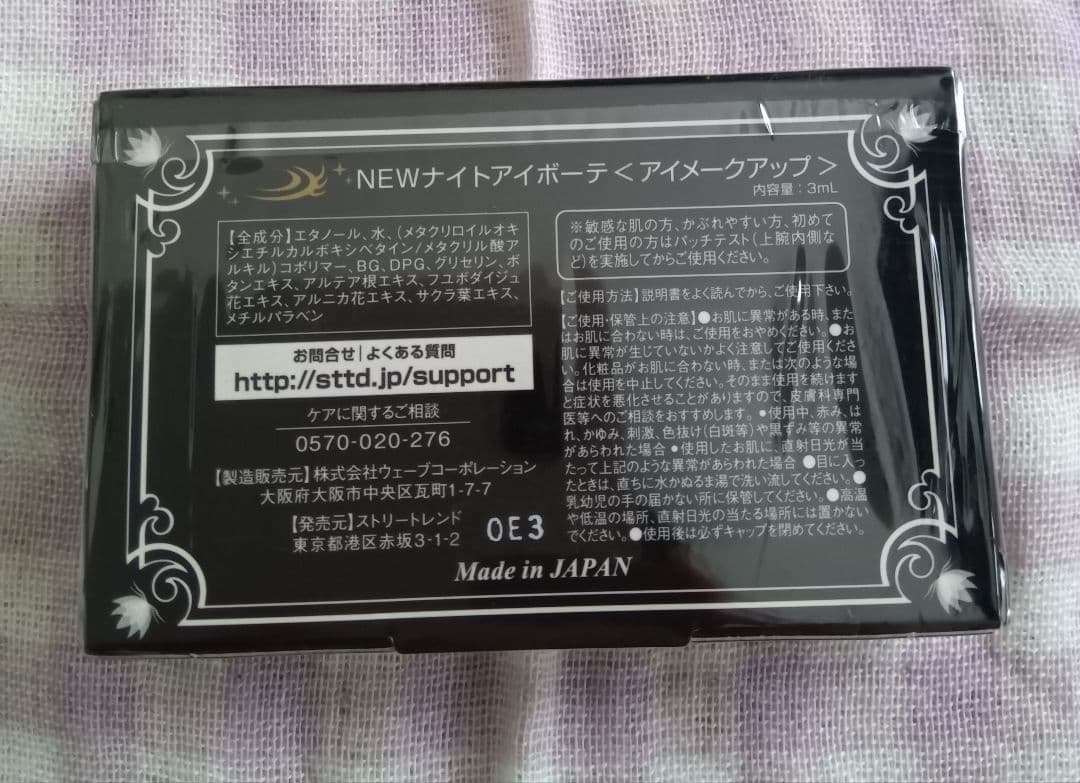 NEWナイトアイボーテ＜アイメークアップ＞
内容量：3mL
【全成分】エタノール、水、（メタクリロイルオキ
シエチルカルボキシベタイン/メタクリル酸ア
ルキル）コポリマー、BG、DPG、グリセリン、ボ
タンエキス、アルテア根エキス、フユボダイジュ
花エキス、アルニカ花エキス、サクラ葉エキス、
メチルパラベン
お問合せ|よくある質問
http://sttd.jp/support
ケアに関するご相談
0570-020-276
【製造販売元】株式会社ウェーブコーポレーション
大阪府大阪市中央区瓦町1-7-7
【発売元】ストリートレンド
東京都港区赤坂3-1-2
0E3
※敏感な肌の方、かぶれやすい方、初めて
のご使用の方はパッチテスト（上腕内側な
ど）を実施してからご使用ください。
【ご使用方法】説明書をよく読んでから、ご使用下さい。
【ご使用・保管上の注意】●お肌に異常がある時、また
はお肌に合わない時は、ご使用をおやめください。●お
肌に異常が生じていないかよく注意してご使用くださ
い。化粧品がお肌に合わない時、または次のような場
合は使用を中止してください。そのまま使用を続けます
と症状を悪化させることがありますので、皮膚科専門
医等へのご相談をおすすめします。•使用中、赤み、は
れ、かゆみ、刺激、色抜け（白斑等）や黒ずみ等の異常
があらわれた場合 •使用したお肌に、直射日光が当
たって上記のような異常があらわれた場合 ●目に入っ
たときは、直ちに水かぬるま湯で洗い流してください。●
乳幼児の手の届かない所に保管してください。●高温
や低温の場所、直射日光の当たる場所には置かない
でください。●使用後は必ずキャップを閉めてください。
Made in JAPAN